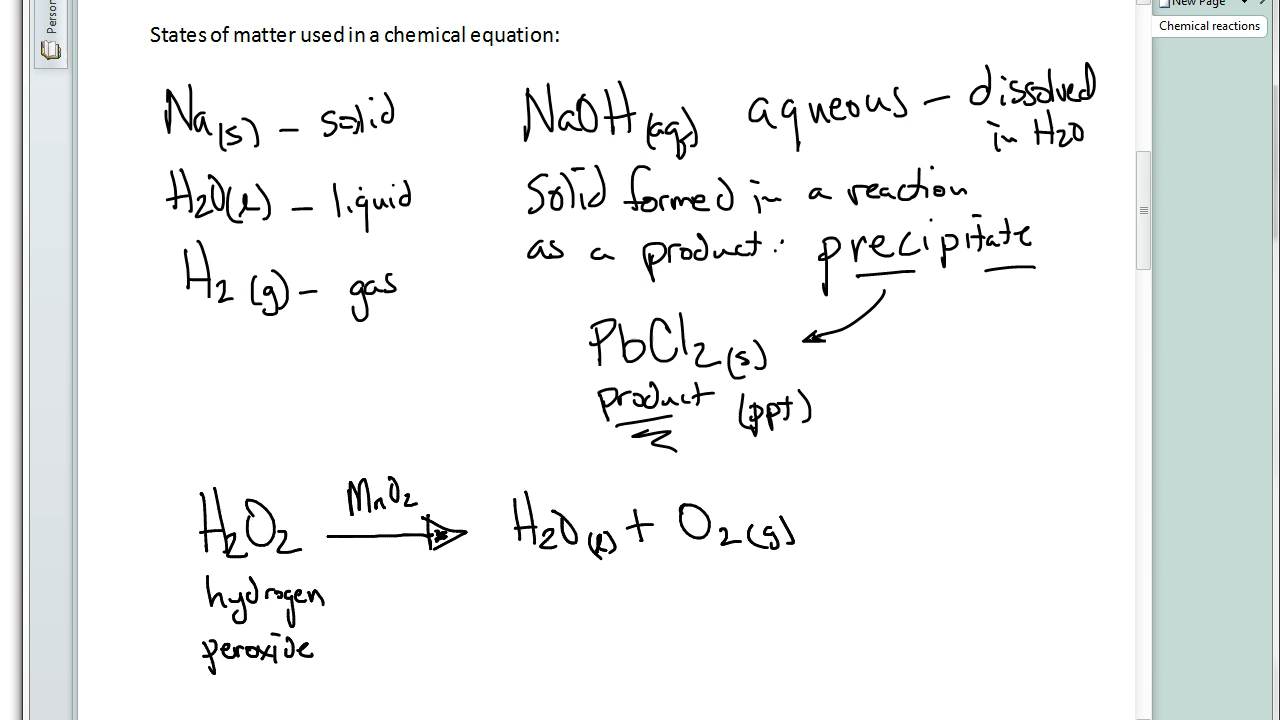 Person
New Page
Chemical reactions
States of matter used in a chemical equation:
Na(s) – solid
H2O(l) – liquid
H2 (g) – gas
NaOH(aq) aqueous – dissolved
in H2O
solid formed in a reaction
as a product: precipitate
PbCl2(s)
product (ppt)
MnO2
H2O2 → H2O(l) + O2(g)
hydrogen
peroxide